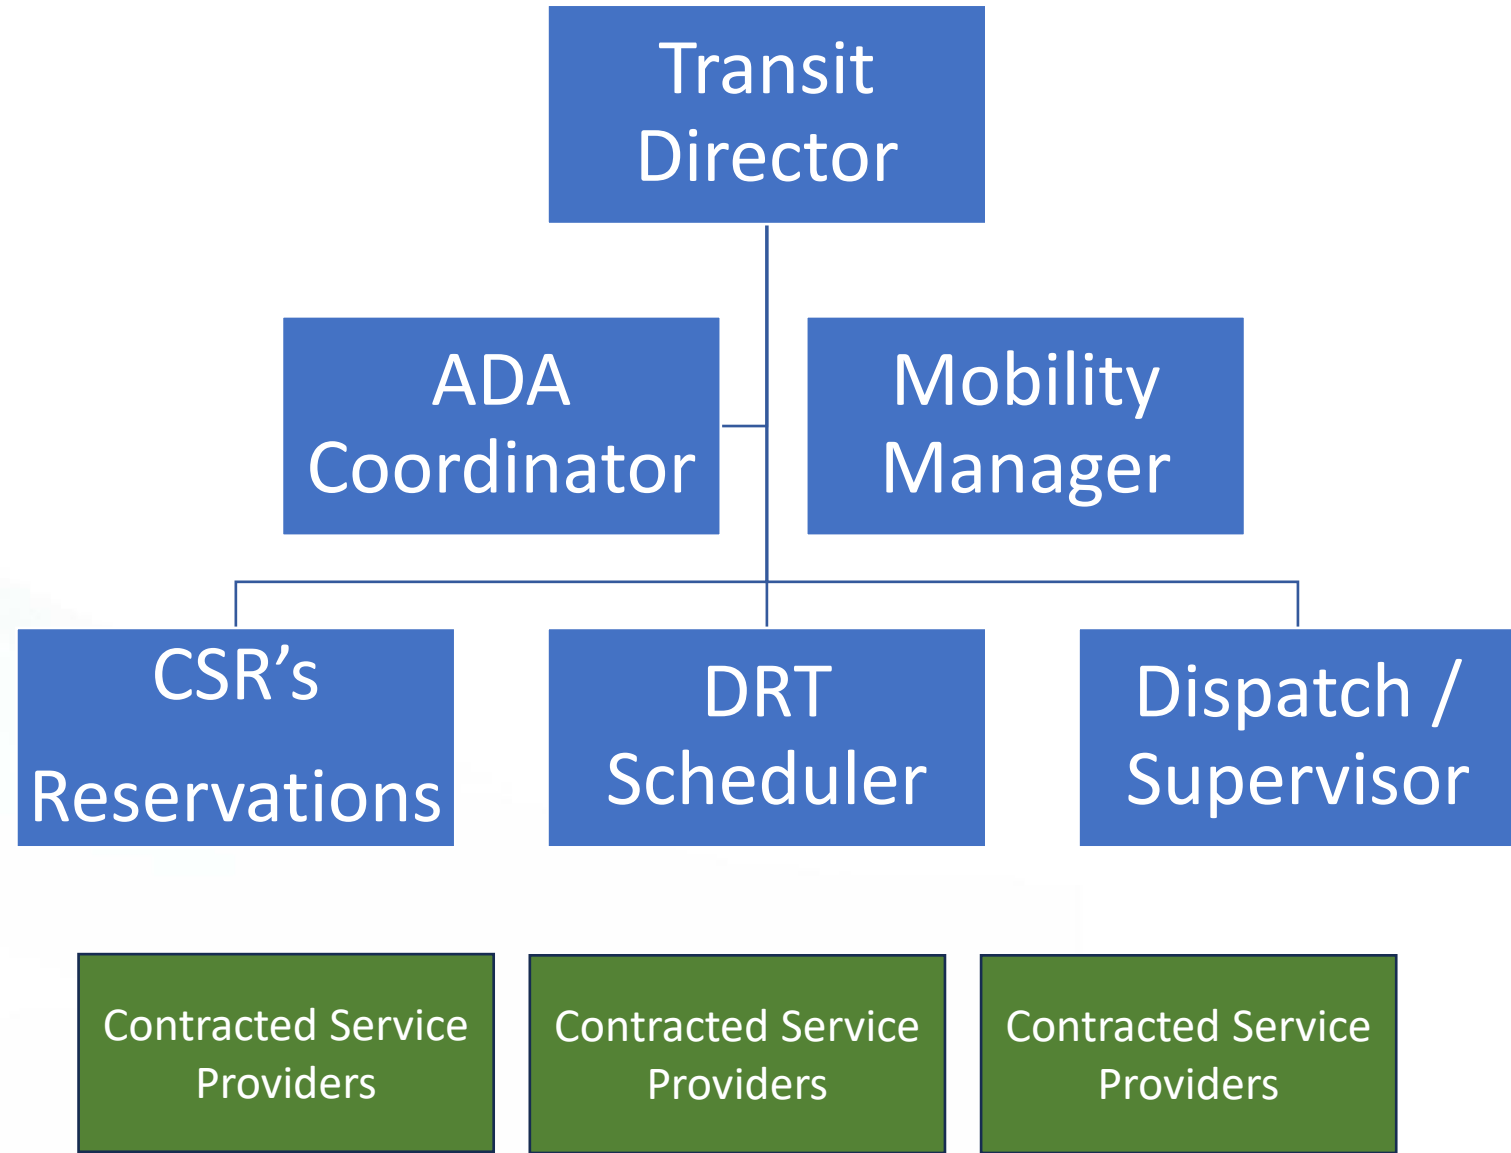 Transit
Director
ADA
Coordinator
Mobility
Manager
CSR’s
Reservations
DRT
Scheduler
Dispatch /
Supervisor
Contracted Service
Providers
Contracted Service
Providers
Contracted Service
Providers